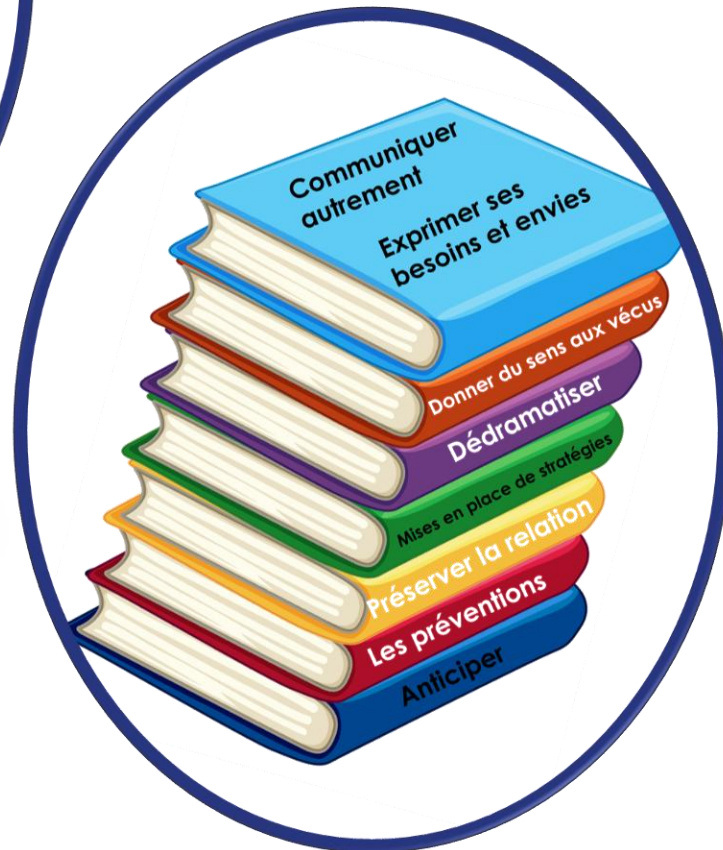 Communiquer
autrement
Exprimer ses
besoins et envies
Donner du sens aux vécus
Dédramatiser
Mises en place de stratégies
Préserver la relation
Les préventions
Anticiper